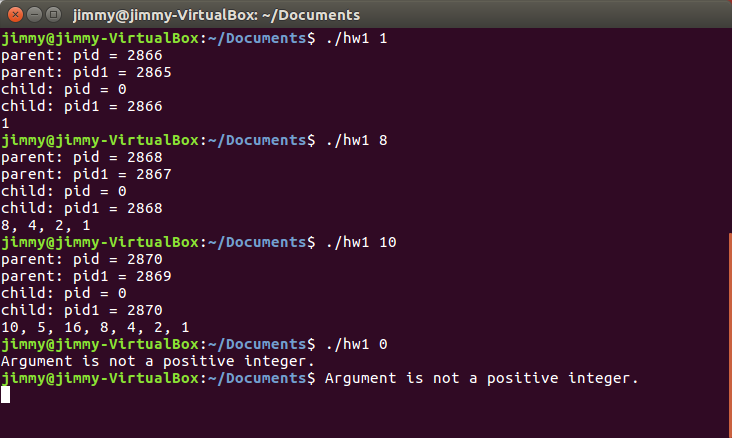 jimmy@jimmy-VirtualBox: ~/Documents
jimmy@jimmy-VirtualBox:~/Documents$ ./hw1 1
parent: pid = 2866
parent: pid1 = 2865
child: pid = 0
child: pid1 = 2866
1
jimmy@jimmy-VirtualBox:~/Documents$ ./hw1 8
parent: pid = 2868
parent: pid1 = 2867
child: pid = 0
child: pid1 = 2868
8, 4, 2, 1
jimmy@jimmy-VirtualBox:~/Documents$ ./hw1 10
parent: pid = 2870
parent: pid1 = 2869
child: pid = 0
child: pid1 = 2870
10, 5, 16, 8, 4, 2, 1
jimmy@jimmy-VirtualBox:~/Documents$ ./hw1 0
Argument is not a positive integer.
jimmy@jimmy-VirtualBox:~/Documents$ Argument is not a positive integer.